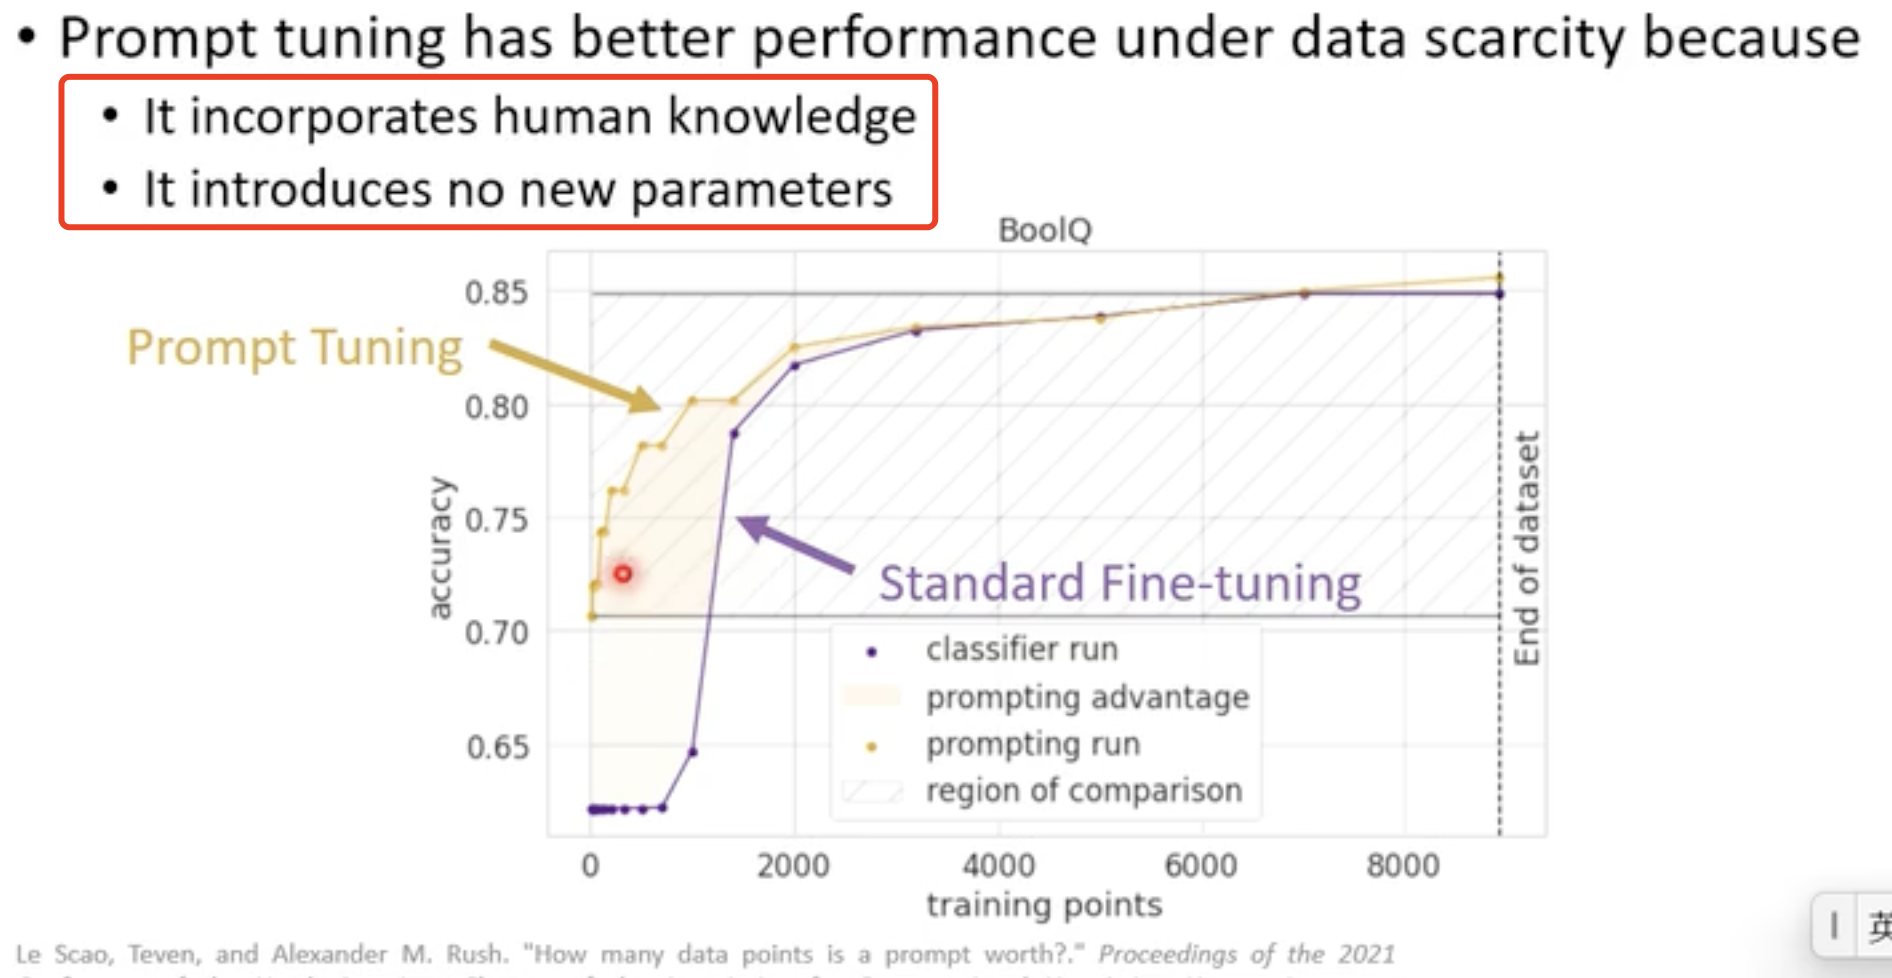 • Prompt tuning has better performance under data scarcity because
• It incorporates human knowledge
• It introduces no new parameters
BoolQ
0.85
Prompt Tuning
0.80
accuracy
0.75
Standard Fine-tuning
End of dataset
0.70
classifier run
prompting advantage
0.65
prompting run
region of comparison
0 2000 4000 6000 8000
training points
英
Le Scao, Teven, and Alexander M. Rush. "How many data points is a prompt worth?." Proceedings of the 2021